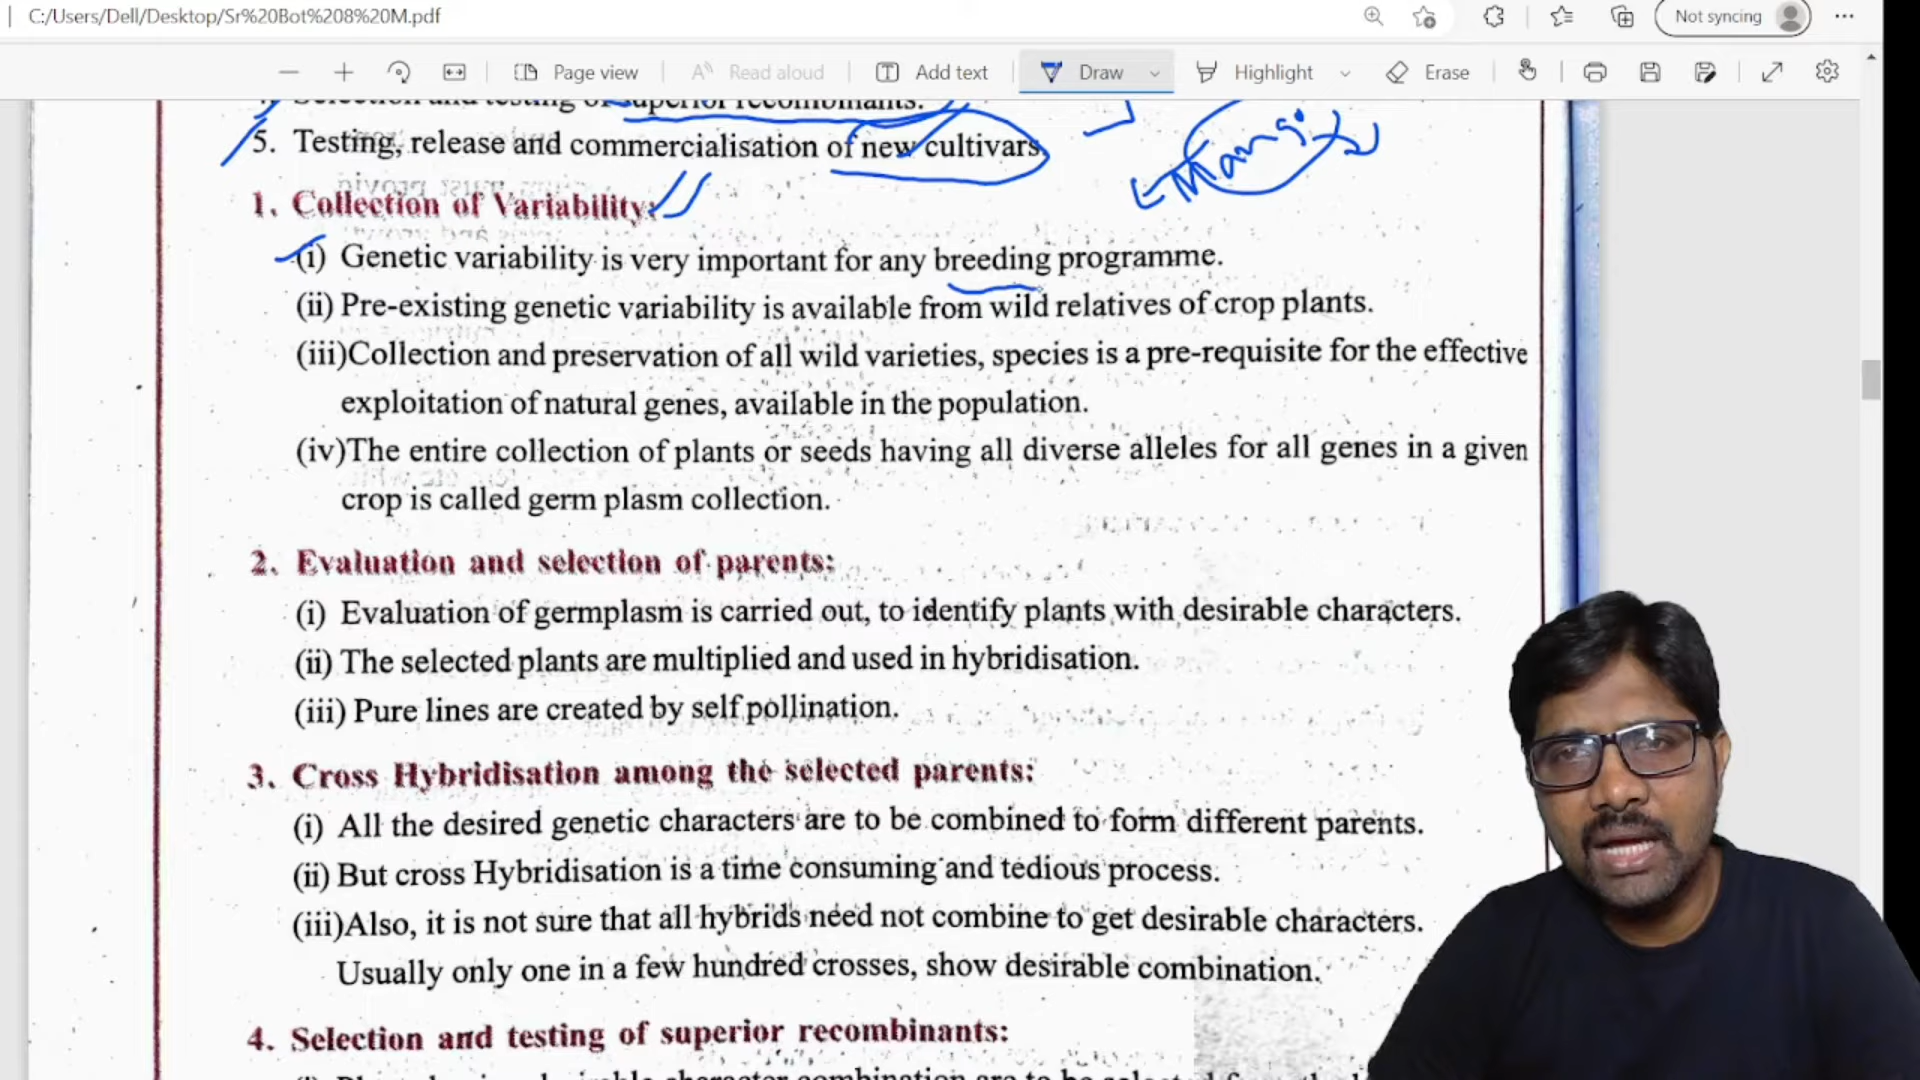 C:/Users/Dell/Desktop/Sr%20Bot%208%20M.pdf
Not syncing
Page view
Read aloud
Add text
Draw
Highlight
Erase
Selection and testing of superior recombinants.
5. Testing, release and commercialisation of new cultivars
Mango
1. Collection of Variability:
(i) Genetic variability is very important for any breeding programme.
(ii) Pre-existing genetic variability is available from wild relatives of crop plants.
(iii)Collection and preservation of all wild varieties, species is a pre-requisite for the effective
exploitation of natural genes, available in the population.
(iv)The entire collection of plants or seeds having all diverse alleles for all genes in a given
crop is called germ plasm collection.
2. Evaluation and selection of parents:
(i) Evaluation of germplasm is carried out, to identify plants with desirable characters.
(ii) The selected plants are multiplied and used in hybridisation.
(iii) Pure lines are created by self pollination.
3. Cross Hybridisation among the selected parents:
(i) All the desired genetic characters are to be combined to form different parents.
(ii) But cross Hybridisation is a time consuming and tedious process.
(iii)Also, it is not sure that all hybrids need not combine to get desirable characters.
Usually only one in a few hundred crosses, show desirable combination.
4. Selection and testing of superior recombinants: